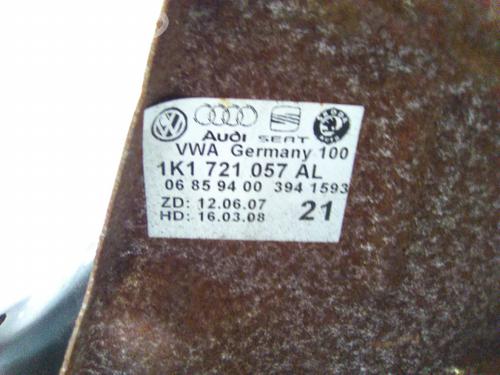 Audi SEAT
VWA Germany 100
1K1 721 057 AL
06 85 94 00 394 1593
ZD: 12.06.07
HD: 16.03.08 21